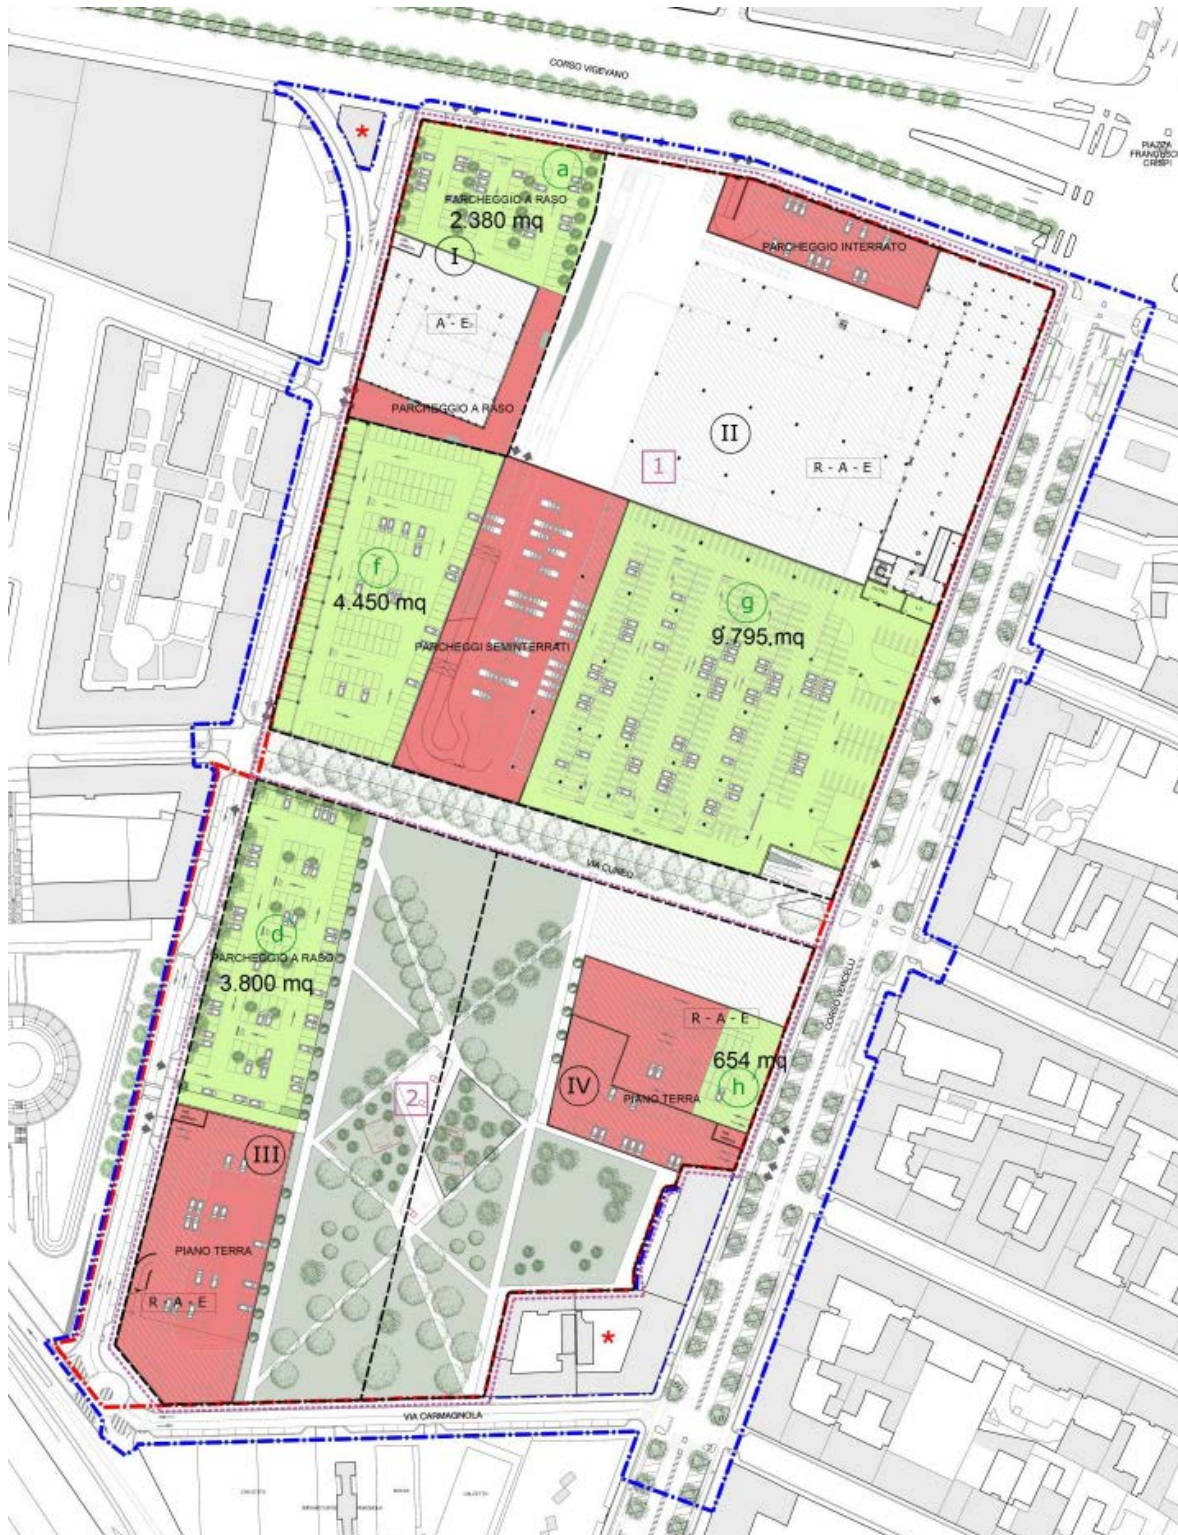 CORSO VIGEVANO
*
PIAZZA
FRANCESCO
CRISPI
a
PARCHEGGIO A RASO
2.380 mq
I
PARCHEGGIO INTERRATO
A - E
PARCHEGGIO A RASO
II
1
R - A - E
f
4.450 mq
g
9.795 mq
PARCHEGGI SEMINTERRATI
VIA CUNEO
d
PARCHEGGIO A RASO
3.800 mq
CORSO VERCELLI
R - A - E
654 mq
h
IV
PIANO TERRA
2
III
PIANO TERRA
R - A - E
*
VIA CARMAGNOLA